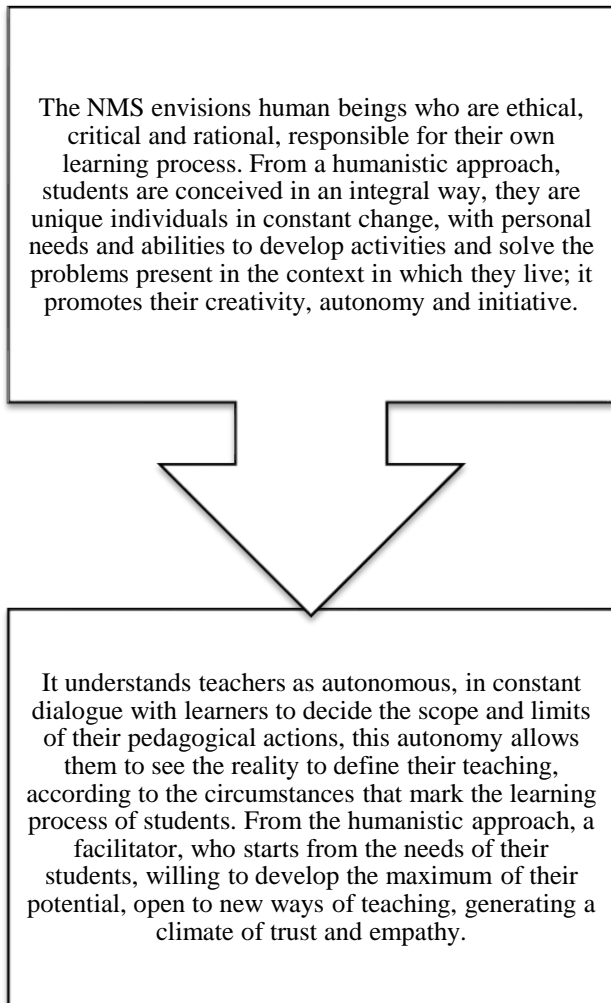 The NMS envisions human beings who are ethical,
critical and rational, responsible for their own
learning process. From a humanistic approach,
students are conceived in an integral way, they are
unique individuals in constant change, with personal
needs and abilities to develop activities and solve the
problems present in the context in which they live; it
promotes their creativity, autonomy and initiative.
It understands teachers as autonomous, in constant
dialogue with learners to decide the scope and limits
of their pedagogical actions, this autonomy allows
them to see the reality to define their teaching,
according to the circumstances that mark the learning
process of students. From the humanistic approach, a
facilitator, who starts from the needs of their
students, willing to develop the maximum of their
potential, open to new ways of teaching, generating a
climate of trust and empathy.